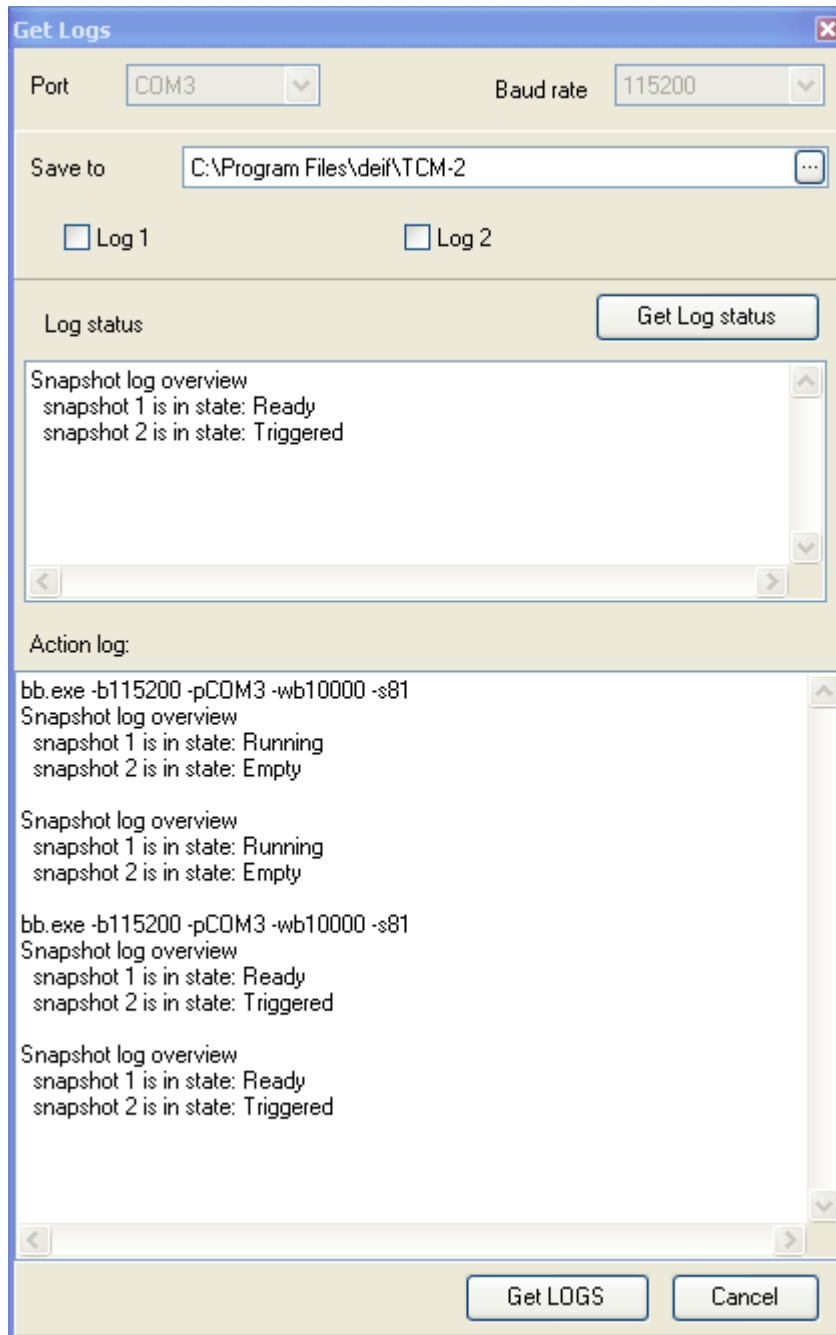 Get Logs
Port COM3 Baud rate 115200
Save to C:\Program Files\deif\TCM-2 ...
Log 1 Log 2
Log status Get Log status
Snapshot log overview
snapshot 1 is in state: Ready
snapshot 2 is in state: Triggered
Action log:
bb.exe -b115200 -pCOM3 -wb10000 -s81
Snapshot log overview
snapshot 1 is in state: Running
snapshot 2 is in state: Empty
Snapshot log overview
snapshot 1 is in state: Running
snapshot 2 is in state: Empty
bb.exe -b115200 -pCOM3 -wb10000 -s81
Snapshot log overview
snapshot 1 is in state: Ready
snapshot 2 is in state: Triggered
Snapshot log overview
snapshot 1 is in state: Ready
snapshot 2 is in state: Triggered
Get LOGS Cancel